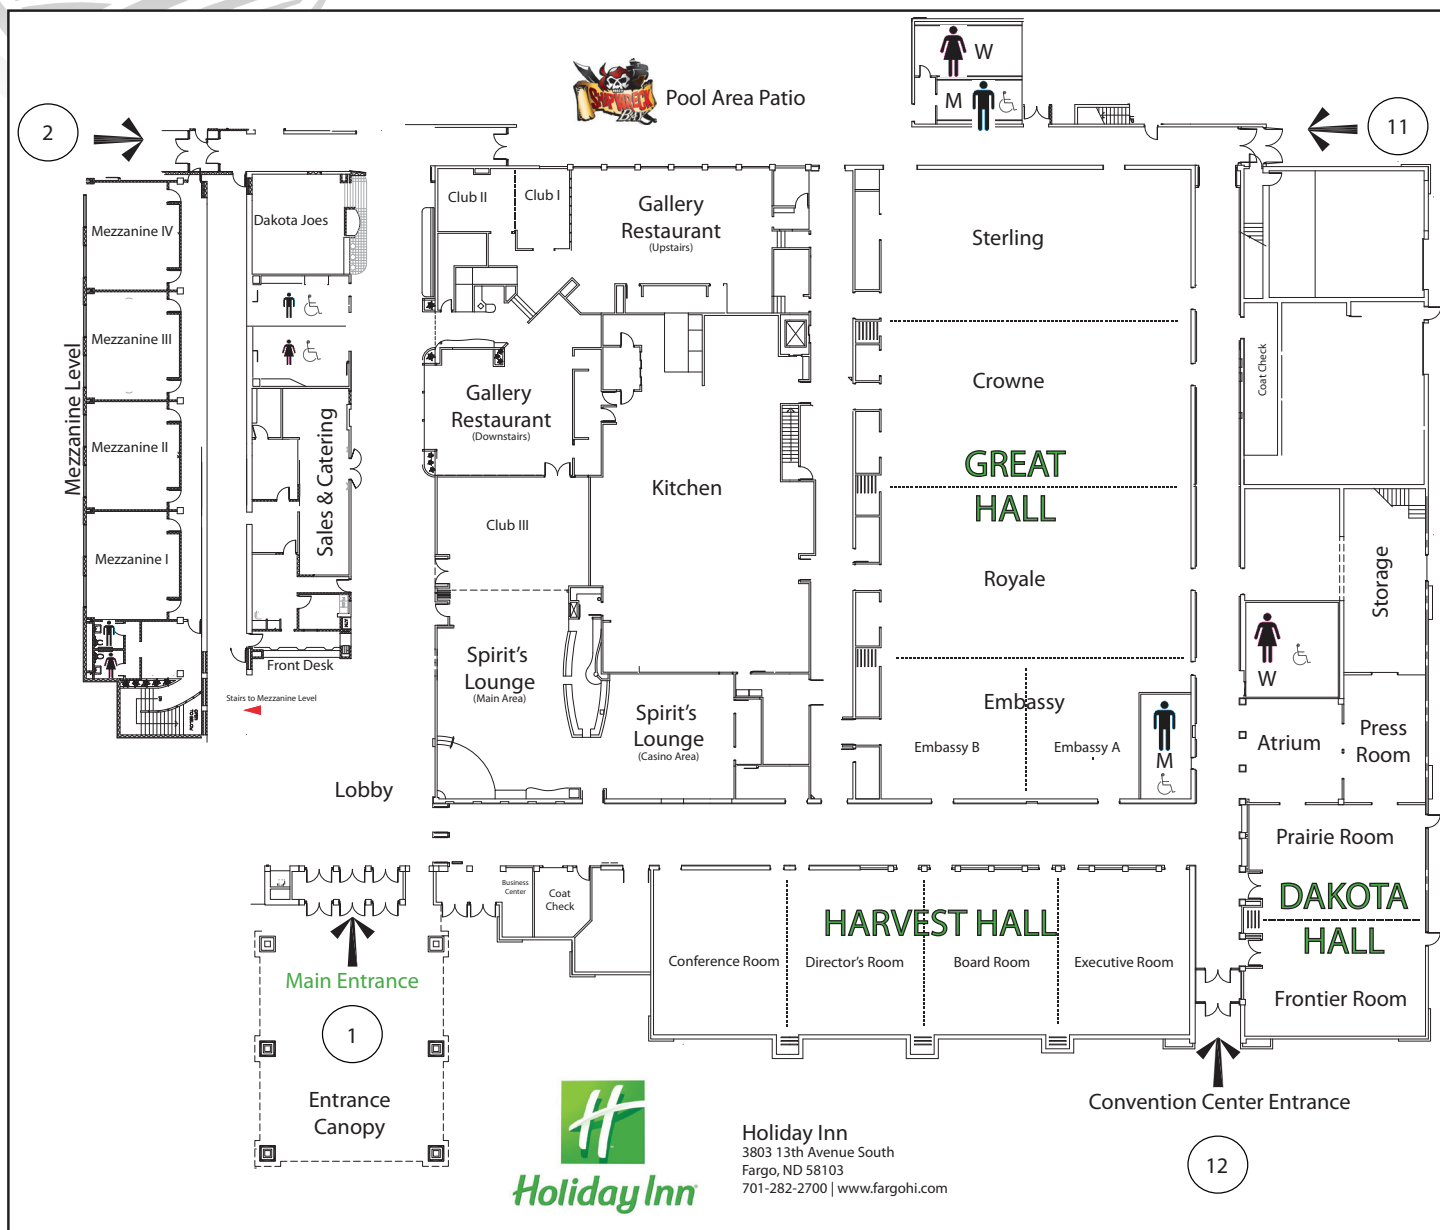 W
M
SHIPWRECK
BAY
Pool Area Patio
2
11
Club II
Club I
Gallery
Restaurant
(Upstairs)
Sterling
Dakota Joes
Mezzanine IV
Mezzanine III
Mezzanine II
Mezzanine I
Mezzanine Level
Gallery
Restaurant
(Downstairs)
Crowne
Coat Check
Sales & Catering
Kitchen
GREAT
HALL
Club III
Royale
Storage
Spirit's
Lounge
(Main Area)
Front Desk
Stairs to Mezzanine Level
Spirit's
Lounge
(Casino Area)
Embassy
Embassy B
Embassy A
M
W
Atrium
Press
Room
Lobby
Prairie Room
Business
Center
Coat
Check
HARVEST HALL
DAKOTA
HALL
Conference Room
Director's Room
Board Room
Executive Room
Frontier Room
Main Entrance
1
Entrance
Canopy
Convention Center Entrance
12
H
Holiday Inn
Holiday Inn
3803 13th Avenue South
Fargo, ND 58103
701-282-2700 | www.fargohi.com